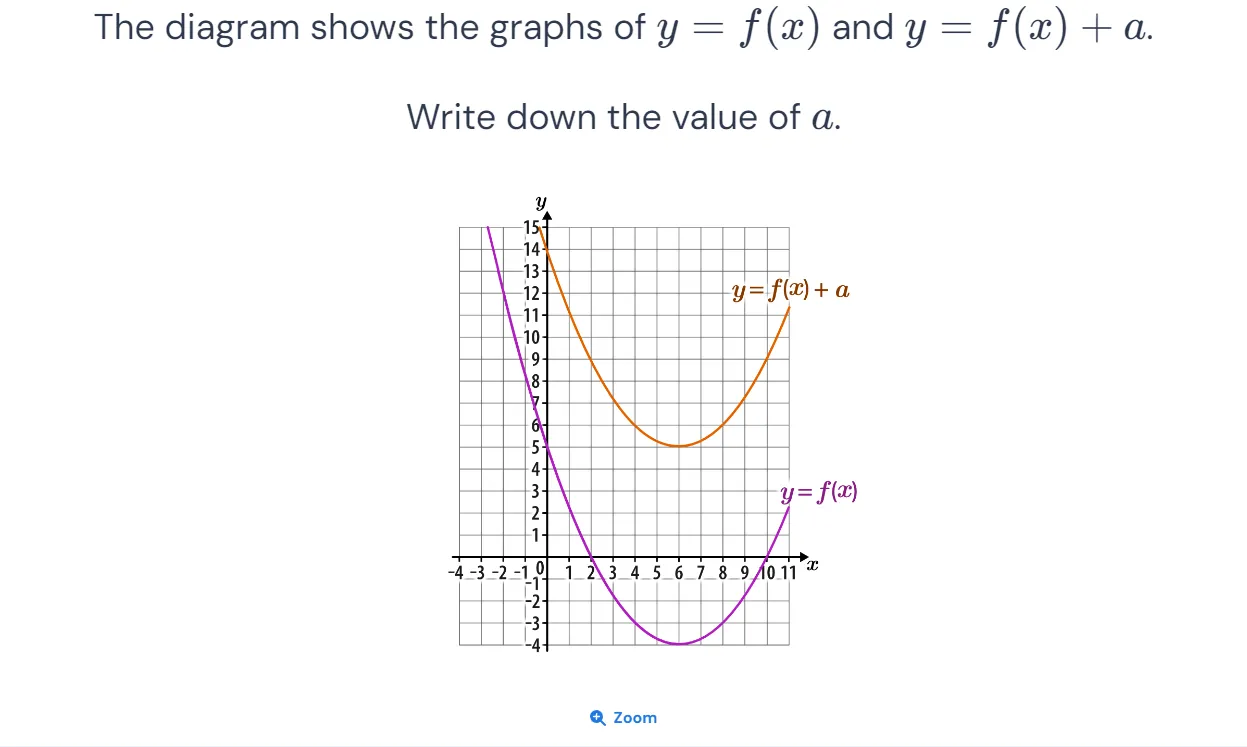 The diagram shows the graphs of y = f(x) and y = f(x) + a.
Write down the value of a.
y
15
14
13
12
y = f(x) + a
11
10
9
8
7
6
5
4
3
y = f(x)
2
1
-4 -3 -2 -1 0 1 2 3 4 5 6 7 8 9 10 11 x
-1
-2
-3
-4
Zoom